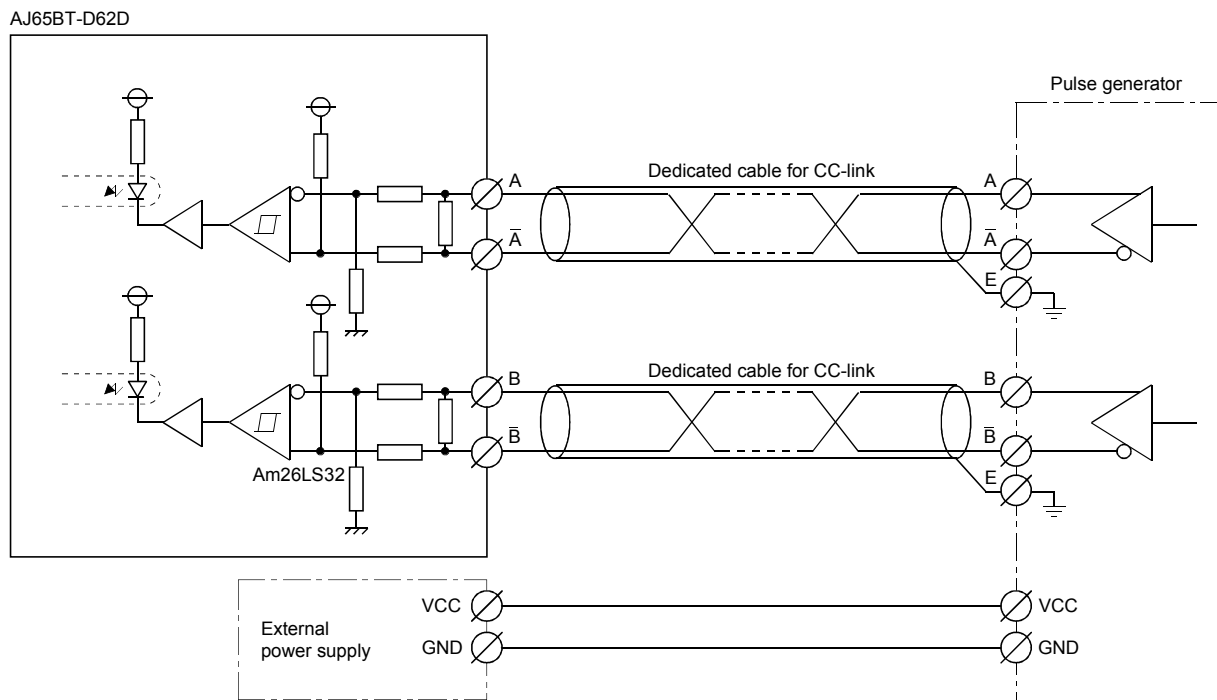 AJ65BT-D62D
Pulse generator
A
Dedicated cable for CC-link
A
A̅
A̅
E
B
Dedicated cable for CC-link
B
B̅
B̅
Am26LS32
E
VCC
VCC
External
power supply
GND
GND